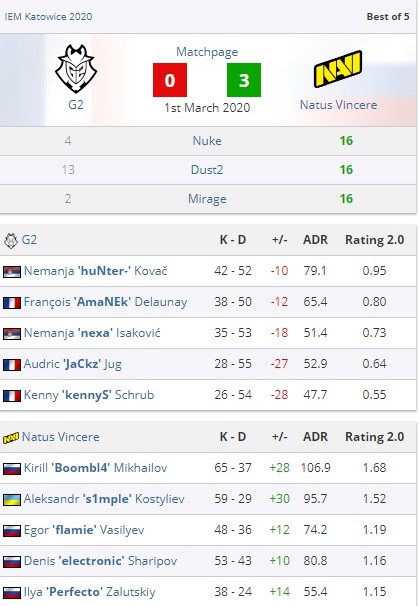 IEM Katowice 2020 Best of 5
Matchpage
0 3
G2 1st March 2020 Natus Vincere
NAVI
4 Nuke 16
13 Dust2 16
2 Mirage 16
G2 K - D +/- ADR Rating 2.0
Nemanja 'huNter-' Kovač 42 - 52 -10 79.1 0.95
François 'AmaNEk' Delaunay 38 - 50 -12 65.4 0.80
Nemanja 'nexa' Isaković 35 - 53 -18 51.4 0.73
Audric 'JaCkz' Jug 28 - 55 -27 52.9 0.64
Kenny 'kennyS' Schrub 26 - 54 -28 47.7 0.55
Natus Vincere K - D +/- ADR Rating 2.0
Kirill 'Boombl4' Mikhailov 65 - 37 +28 106.9 1.68
Aleksandr 's1mple' Kostyliev 59 - 29 +30 95.7 1.52
Egor 'flamie' Vasilyev 48 - 36 +12 74.2 1.19
Denis 'electronic' Sharipov 53 - 43 +10 80.8 1.16
Ilya 'Perfecto' Zalutskiy 38 - 24 +14 55.4 1.15